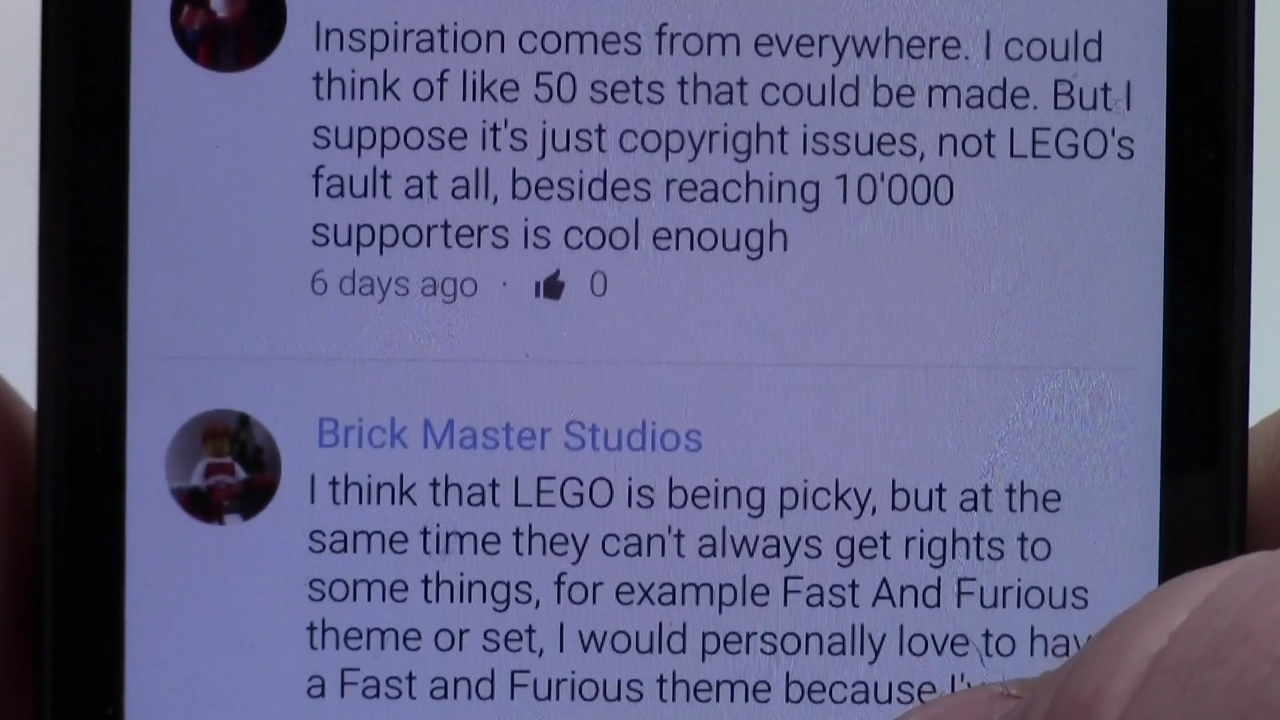 Inspiration comes from everywhere. I could
think of like 50 sets that could be made. But I
suppose it's just copyright issues, not LEGO's
fault at all, besides reaching 10'000
supporters is cool enough
6 days ago · 0
Brick Master Studios
I think that LEGO is being picky, but at the
same time they can't always get rights to
some things, for example Fast And Furious
theme or set, I would personally love to
a Fast and Furious theme because